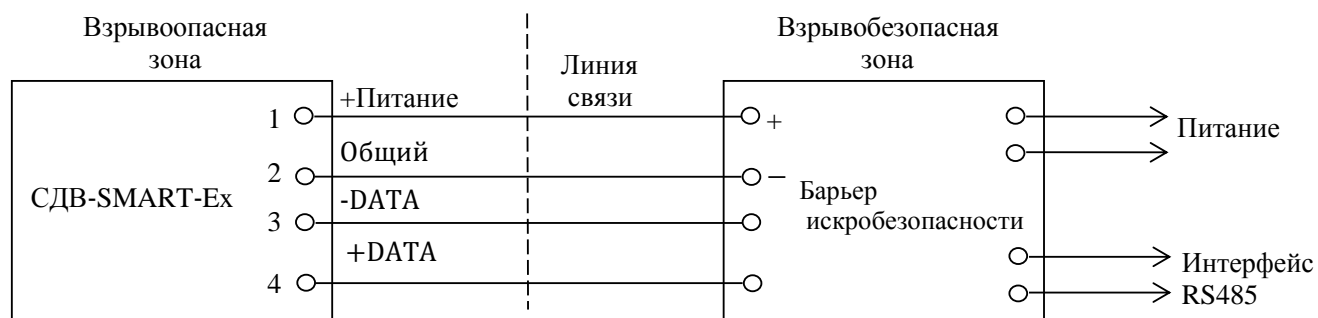 Взрывоопасная
зона
Взрывобезопасная
зона
Линия
связи
СДВ-SMART-Ex
1
+Питание
2
Общий
3
-DATA
4
+DATA
+
−
Барьер
искробезопасности
Питание
Интерфейс
RS485